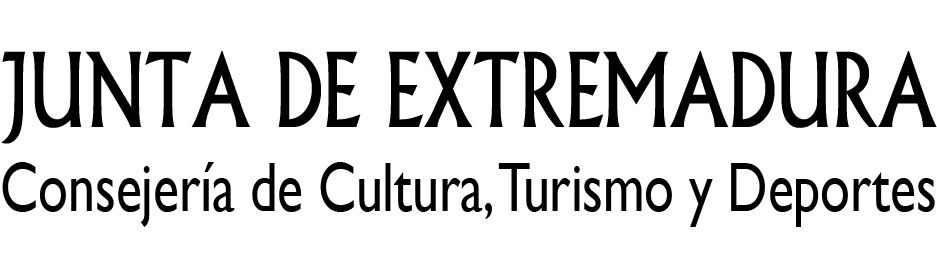 JUNTA DE EXTREMADURA
Consejería de Cultura, Turismo y Deportes